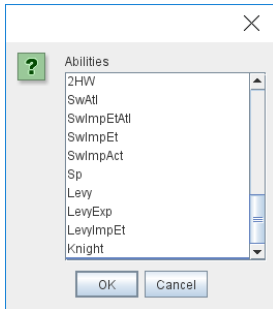 Abilities
2HW
SwAtl
SwImpEtAtl
SwImpEt
SwImpAct
Sp
Levy
LevyExp
LevyImpEt
Knight
OK
Cancel